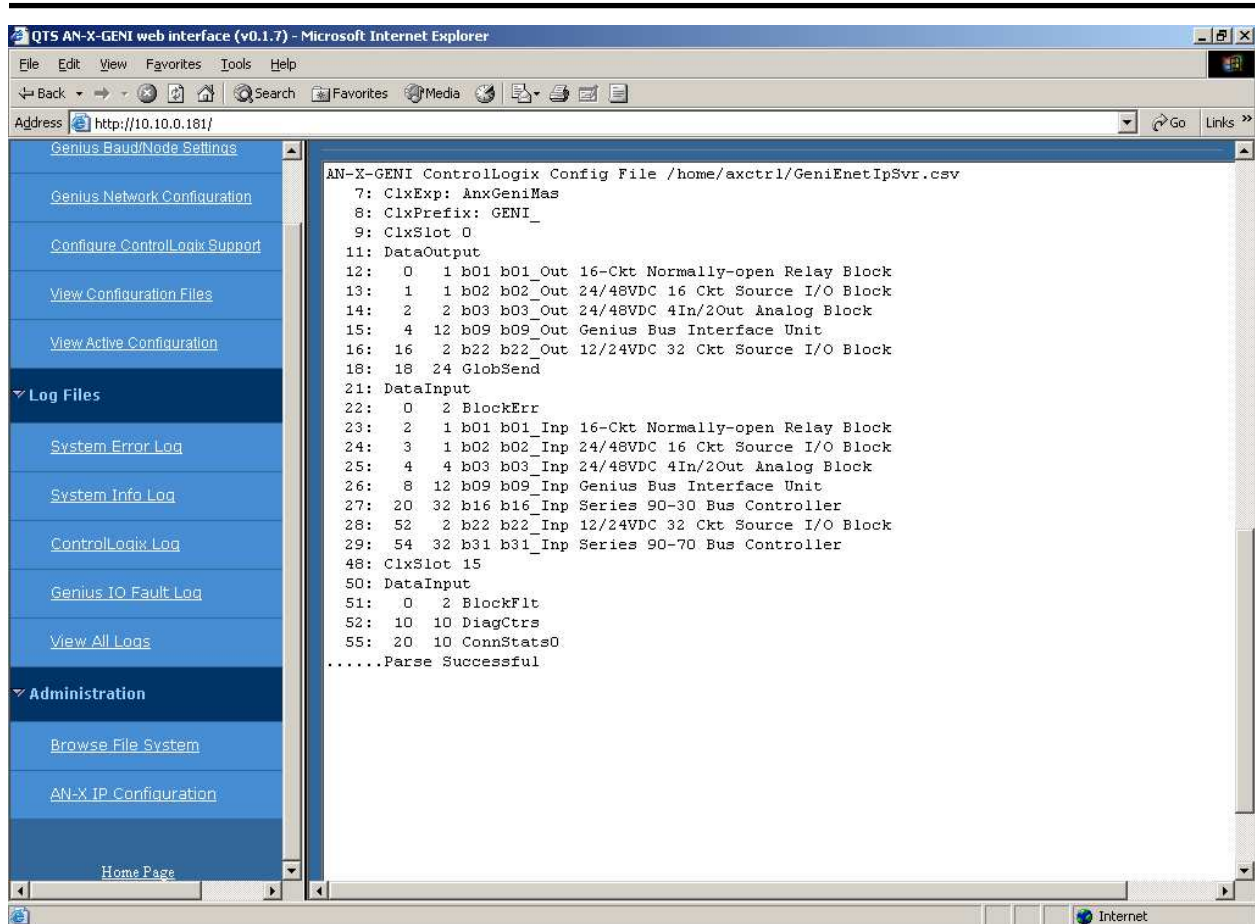 QTS AN-X-GENI web interface (v0.1.7) - Microsoft Internet Explorer
File Edit View Favorites Tools Help
Back Search Favorites Media
Address http://10.10.0.181/ Go Links »
Genius Baud/Node Settings
Genius Network Configuration
Configure ControlLogix Support
View Configuration Files
View Active Configuration
Log Files
System Error Log
System Info Log
ControlLogix Log
Genius IO Fault Log
View All Logs
Administration
Browse File System
AN-X IP Configuration
Home Page
AN-X-GENI ControlLogix Config File /home/axctrl/GeniEnetIpSvr.csv
7: ClxExp: AnxGeniMas
8: ClxPrefix: GENI_
9: ClxSlot 0
11: DataOutput
12: 0 1 b01 b01_Out 16-Ckt Normally-open Relay Block
13: 1 1 b02 b02_Out 24/48VDC 16 Ckt Source I/O Block
14: 2 2 b03 b03_Out 24/48VDC 4In/2Out Analog Block
15: 4 12 b09 b09_Out Genius Bus Interface Unit
16: 16 2 b22 b22_Out 12/24VDC 32 Ckt Source I/O Block
18: 18 24 GlobSend
21: DataInput
22: 0 2 BlockErr
23: 2 1 b01 b01_Inp 16-Ckt Normally-open Relay Block
24: 3 1 b02 b02_Inp 24/48VDC 16 Ckt Source I/O Block
25: 4 4 b03 b03_Inp 24/48VDC 4In/2Out Analog Block
26: 8 12 b09 b09_Inp Genius Bus Interface Unit
27: 20 32 b16 b16_Inp Series 90-30 Bus Controller
28: 52 2 b22 b22_Inp 12/24VDC 32 Ckt Source I/O Block
29: 54 32 b31 b31_Inp Series 90-70 Bus Controller
48: ClxSlot 15
50: DataInput
51: 0 2 BlockFlt
52: 10 10 DiagCtrs
55: 20 10 ConnStats0
......Parse Successful
Internet